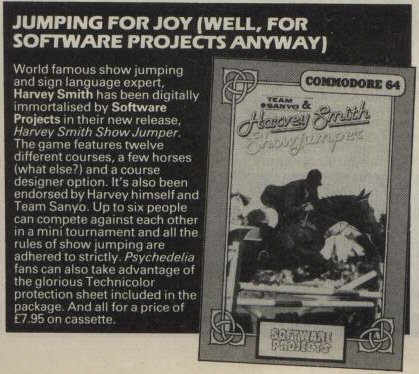 JUMPING FOR JOY (WELL, FOR
SOFTWARE PROJECTS ANYWAY)
World famous show jumping
and sign language expert,
Harvey Smith has been digitally
immortalised by Software
Projects in their new release,
Harvey Smith Show Jumper.
The game features twelve
different courses, a few horses
(what else?) and a course
designer option. It's also been
endorsed by Harvey himself and
Team Sanyo. Up to six people
can compete against each other
in a mini tournament and all the
rules of show jumping are
adhered to strictly. Psychedelia
fans can also take advantage of
the glorious Technicolor
protection sheet included in the
package. And all for a price of
£7.95 on cassette.
COMMODORE 64
TEAM
SANYO &
Harvey Smith
Showjumper
SOFTWARE
PROJECTS